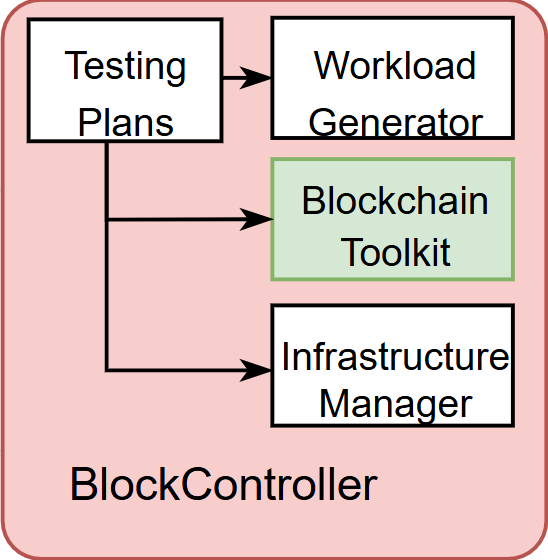 Testing
Plans
Workload
Generator
Blockchain
Toolkit
Infrastructure
Manager
BlockController